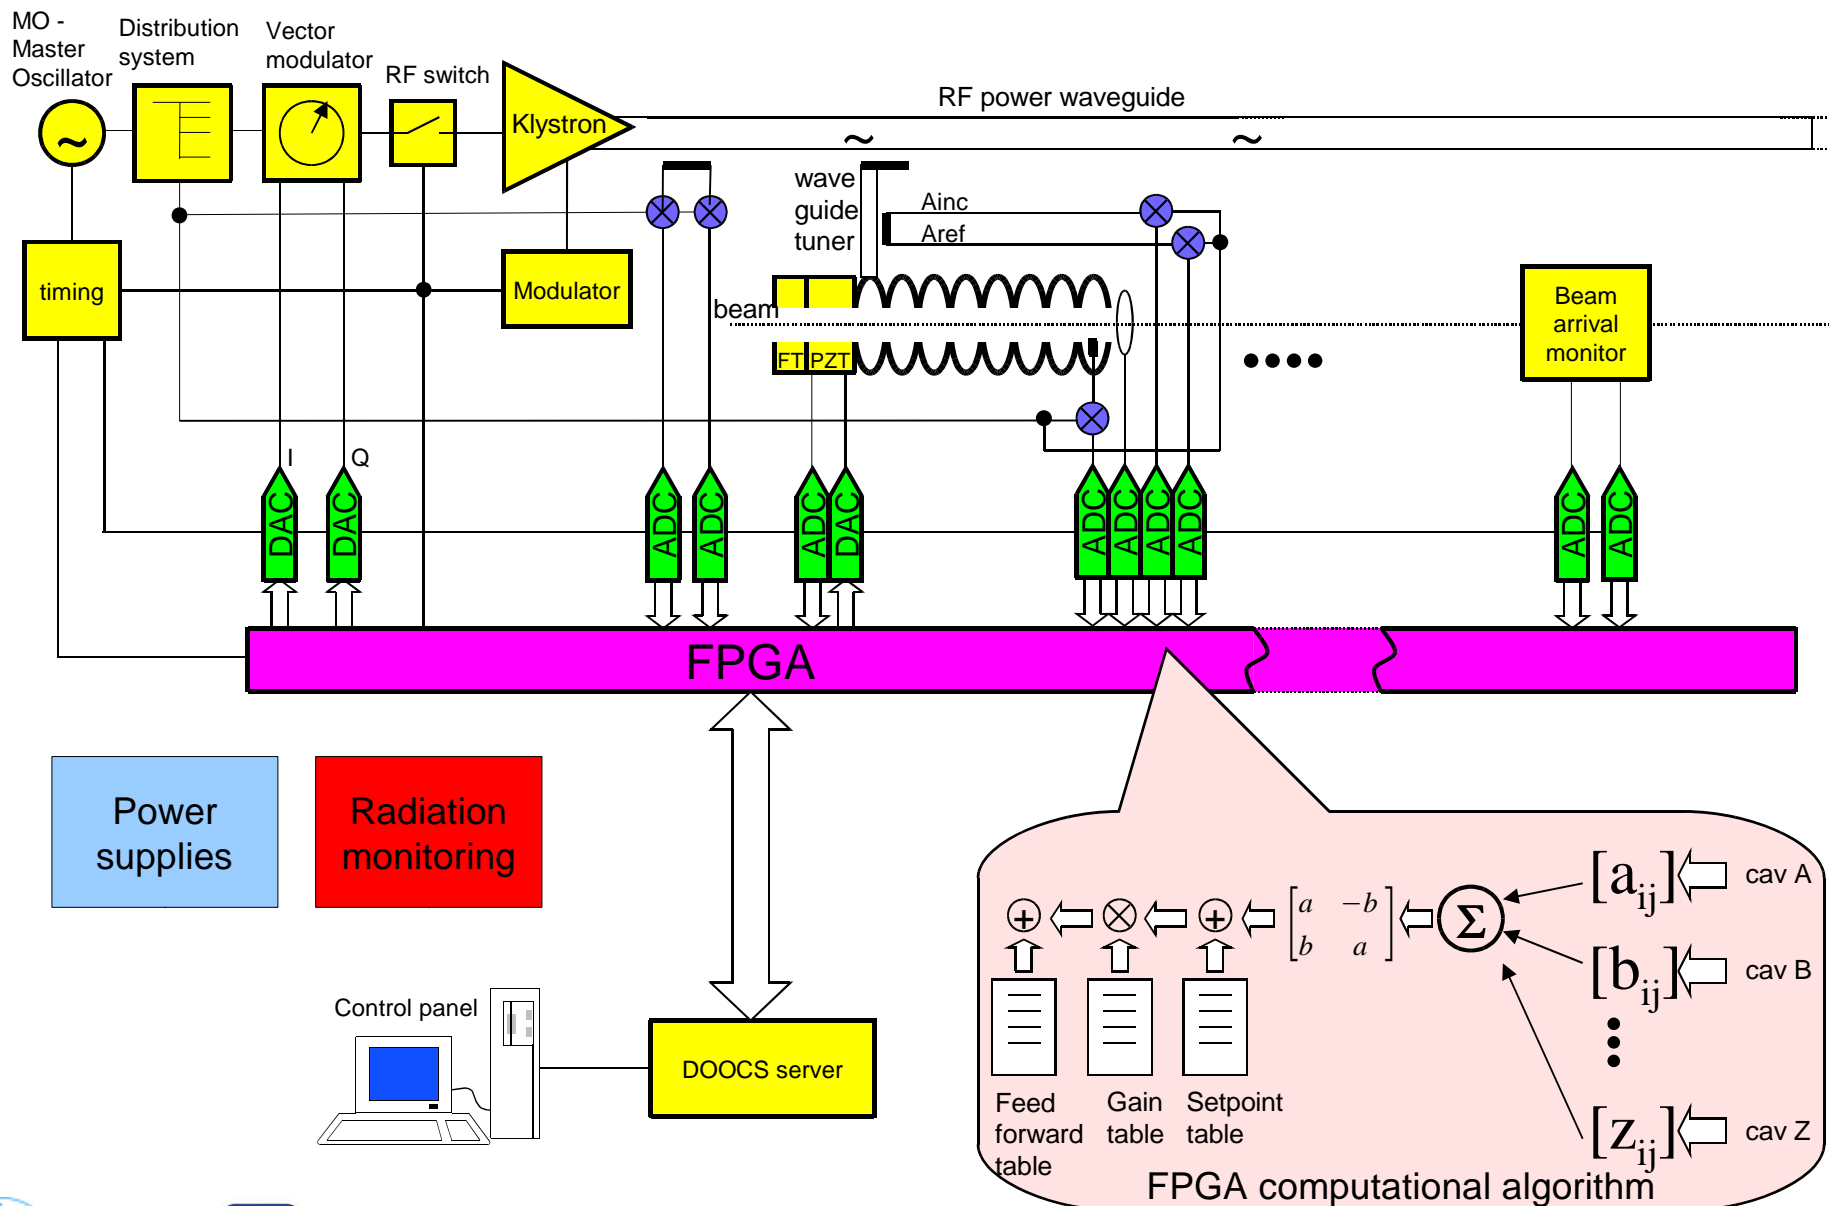 MO -
Master
Oscillator
Distribution
system
Vector
modulator
RF switch
Klystron
RF power waveguide
~
~
~
wave
guide
tuner
Ainc
Aref
timing
Modulator
beam
FT
PZT
Beam
arrival
monitor
I
Q
DAC
DAC
ADC
ADC
ADC
DAC
ADC
ADC
ADC
ADC
ADC
ADC
FPGA
Power
supplies
Radiation
monitoring
Control panel
DOOCS server
[a_ij] cav A
[b_ij] cav B
[z_ij] cav Z
Σ
a −b
b a
+ × +
Feed
forward
table
Gain
table
Setpoint
table
FPGA computational algorithm